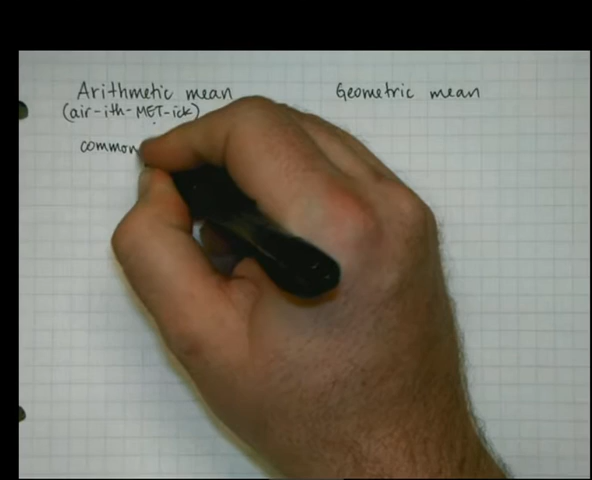 Arithmetic mean
Geometric mean
(air-ith-MET-ick)
common